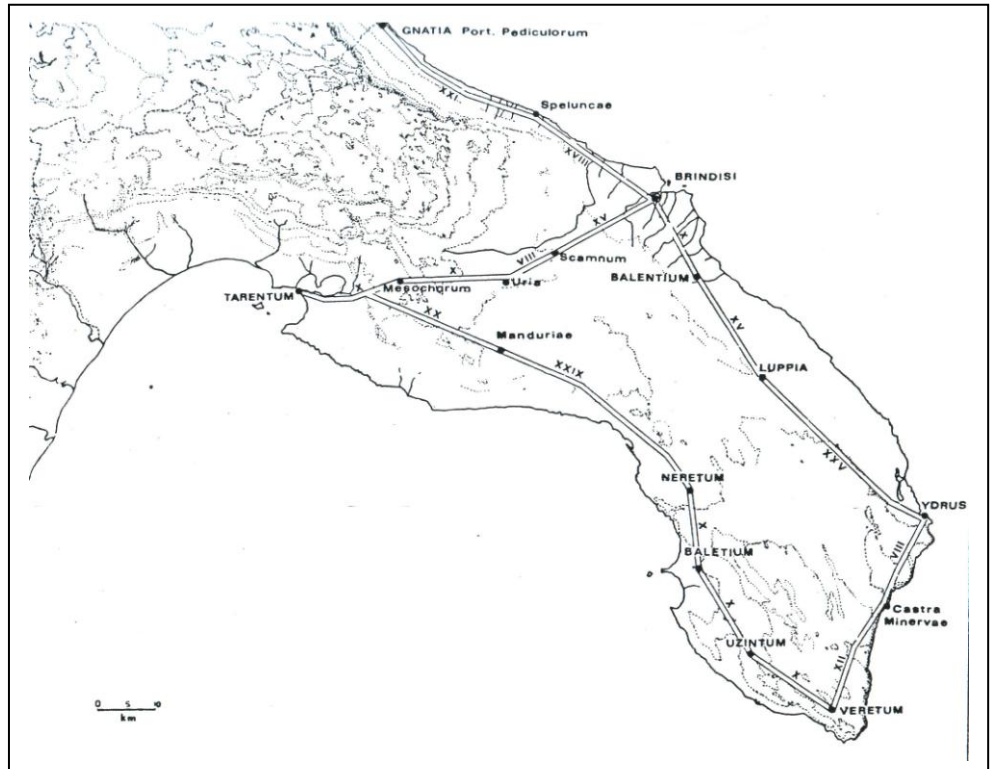 GNATIA Port. Pediculorum
XXI
Speluncae
XVIII
BRINDISI
XV
X
VIII
Scamnum
BALENTIUM
X
Mesochorum
Uria
TARENTUM
X
XX
XV
Manduriae
XXIX
LUPPIA
XXV
NERETUM
YDRUS
X
VIII
BALETIUM
Castra
Minervae
X
UZINTUM
XII
X
VERETUM
0 5 10
km